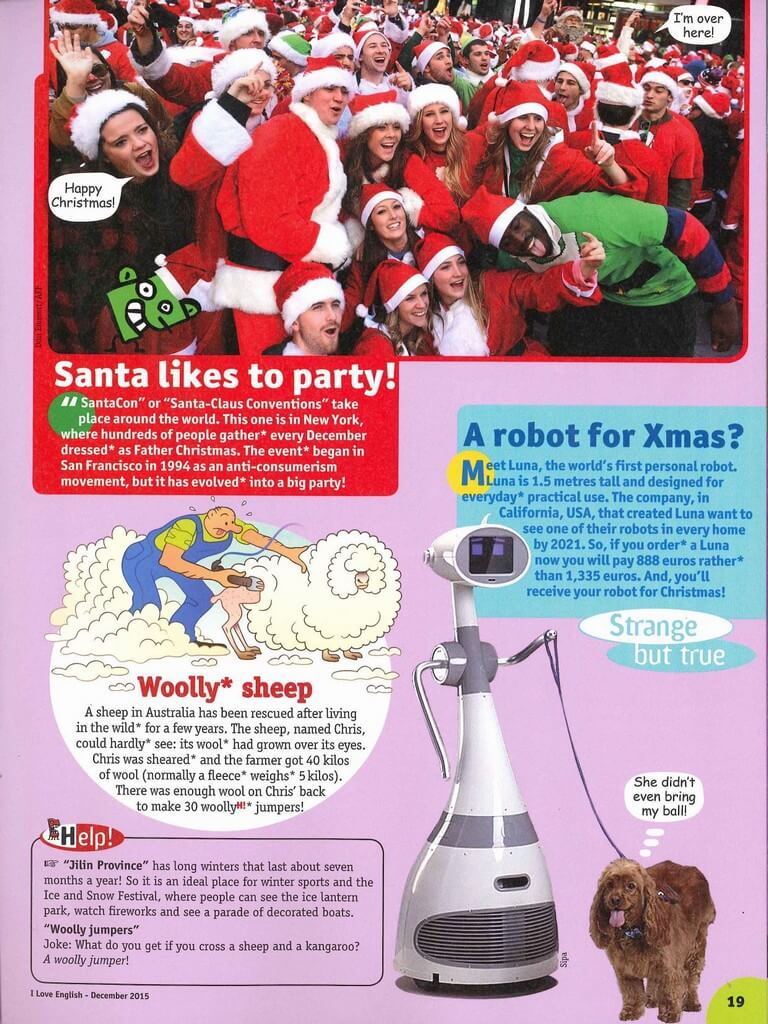 I'm over
here!
Happy
Christmas!
Santa likes to party!
"SantaCon" or "Santa-Claus Conventions" take
place around the world. This one is in New York,
where hundreds of people gather* every December
dressed* as Father Christmas. The event* began in
San Francisco in 1994 as an anti-consumerism
movement, but it has evolved* into a big party!
A robot for Xmas?
Meet Luna, the world's first personal robot.
Luna is 1.5 metres tall and designed for
everyday* practical use. The company, in
California, USA, that created Luna want to
see one of their robots in every home
by 2021. So, if you order* a Luna
now you will pay 888 euros rather*
than 1,335 euros. And, you'll
receive your robot for Christmas!
Strange
but true
Woolly* sheep
A sheep in Australia has been rescued after living
in the wild* for a few years. The sheep, named Chris,
could hardly* see: its wool* had grown over its eyes.
Chris was sheared* and the farmer got 40 kilos
of wool (normally a fleece* weighs* 5 kilos).
There was enough wool on Chris' back
to make 30 woollyH!* jumpers!
She didn't
even bring
my ball!
Help!
☞ "Jilin Province" has long winters that last about seven
months a year! So it is an ideal place for winter sports and the
Ice and Snow Festival, where people can see the ice lantern
park, watch fireworks and see a parade of decorated boats.
"Woolly jumpers"
Joke: What do you get if you cross a sheep and a kangaroo?
A woolly jumper!
Sipa
I Love English - December 2015
19